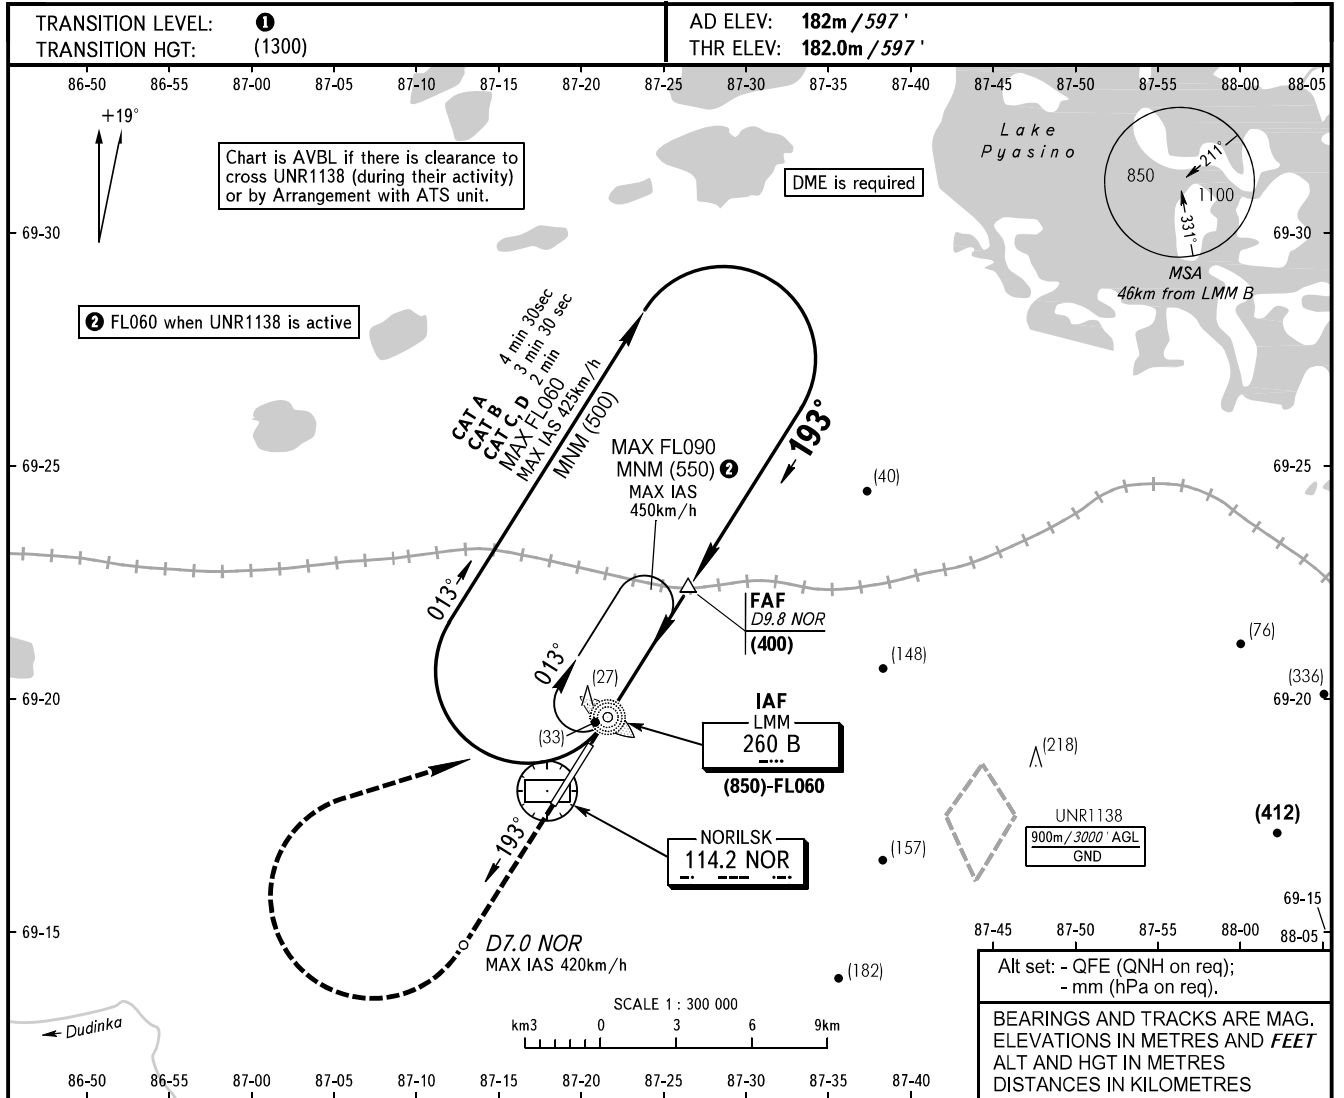 TRANSITION LEVEL: ❶
TRANSITION HGT: (1300)
AD ELEV: 182m / 597 '
THR ELEV: 182.0m / 597 '
86-50 86-55 87-00 87-05 87-10 87-15 87-20 87-25 87-30 87-35 87-40 87-45 87-50 87-55 88-00 88-05
+19°
Chart is AVBL if there is clearance to
cross UNR1138 (during their activity)
or by Arrangement with ATS unit.
DME is required
Lake
Pyasino
850
1100
211°
331°
MSA
46km from LMM B
69-30
69-30
❷ FL060 when UNR1138 is active
CAT A 4 min 30sec
CAT B 3 min 30 sec
CAT C, D 2 min
MAX FL060
MAX IAS 425km/h
MNM (500)
193°
MAX FL090
MNM (550) ❷
MAX IAS
450km/h
69-25
69-25
(40)
013°
FAF
D9.8 NOR
(400)
013°
(27)
(33)
(148)
(76)
(336)
69-20
69-20
IAF
LMM
260 B
(850)-FL060
(218)
UNR1138
900m/3000 ' AGL
GND
(412)
193°
NORILSK
114.2 NOR
(157)
69-15
69-15
87-45 87-50 87-55 88-00 88-05
D7.0 NOR
MAX IAS 420km/h
(182)
Dudinka
SCALE 1 : 300 000
km3 0 3 6 9km
Alt set: - QFE (QNH on req);
- mm (hPa on req).
BEARINGS AND TRACKS ARE MAG.
ELEVATIONS IN METRES AND FEET
ALT AND HGT IN METRES
DISTANCES IN KILOMETRES
86-50 86-55 87-00 87-05 87-10 87-15 87-20 87-25 87-30 87-35 87-40